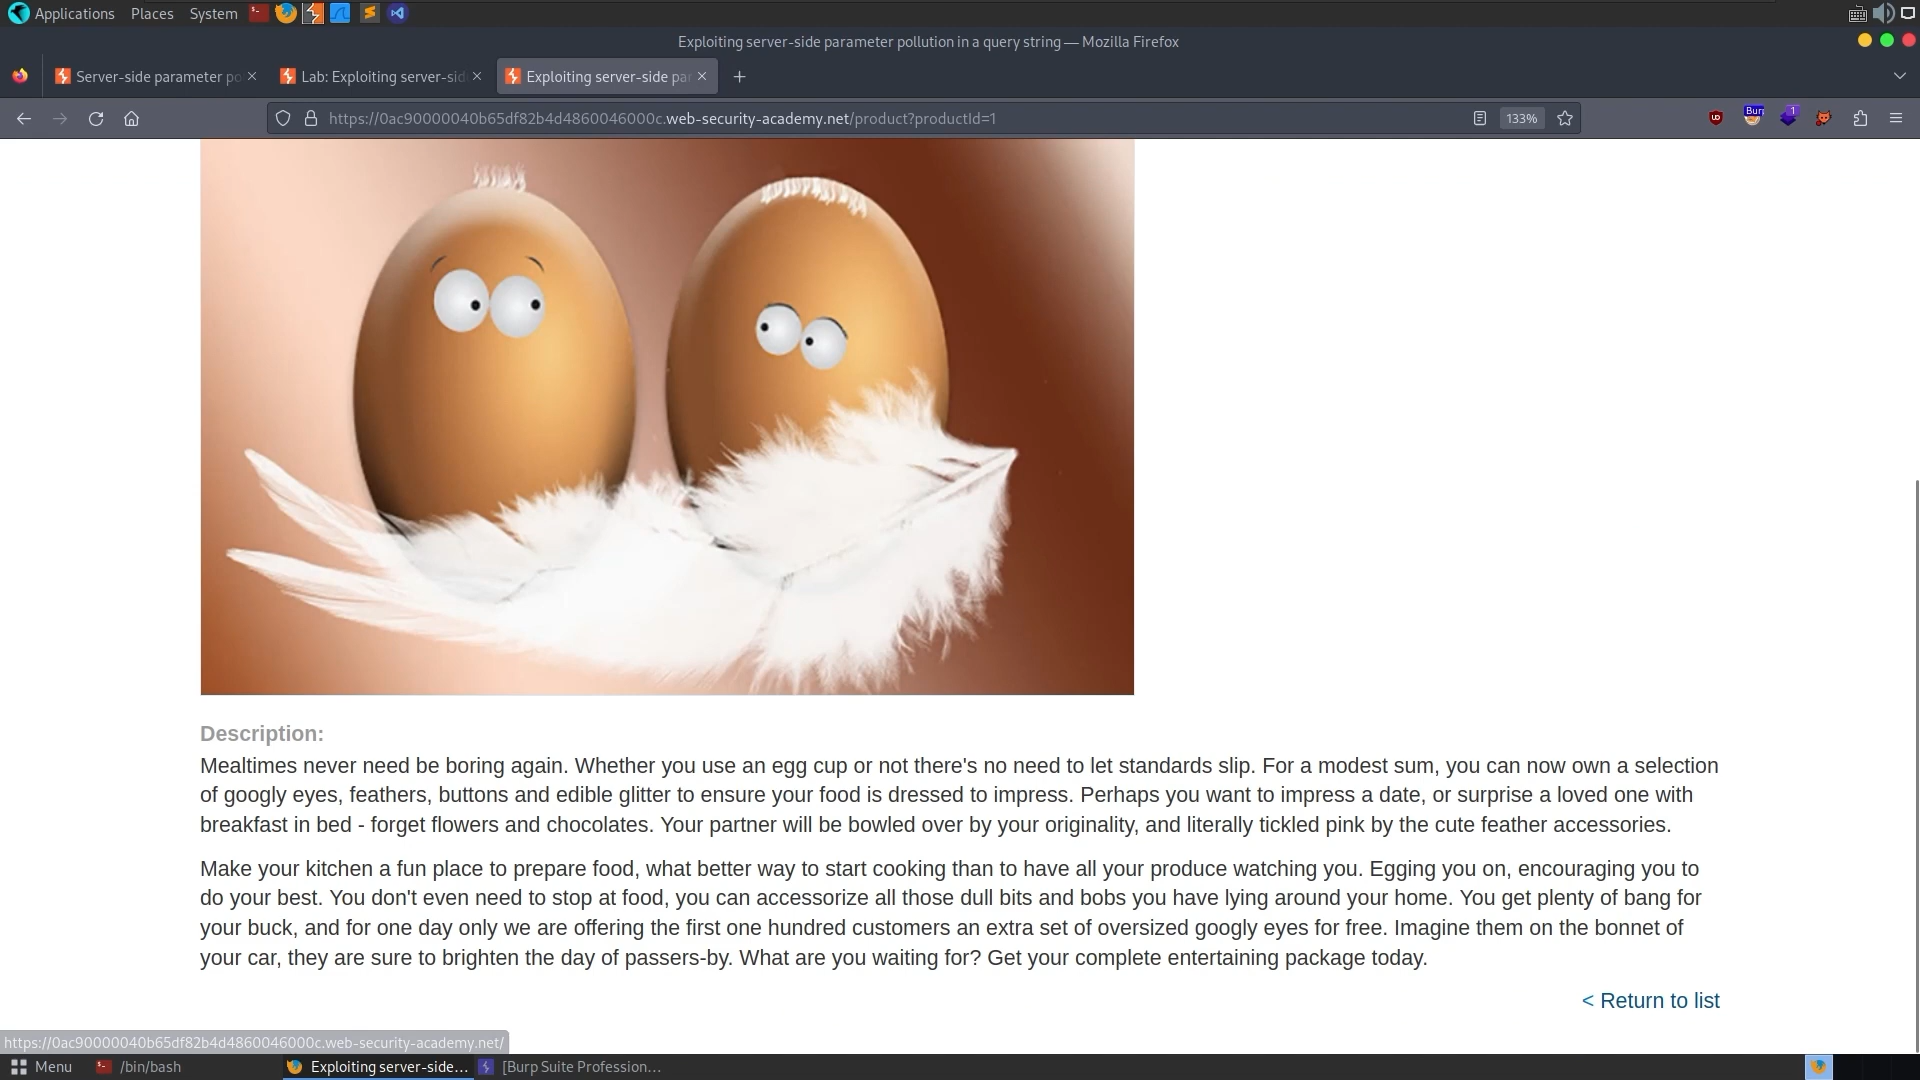 Applications Places System
Exploiting server-side parameter pollution in a query string — Mozilla Firefox
Server-side parameter po
Lab: Exploiting server-sid
Exploiting server-side pa
https://0ac90000040b65df82b4d4860046000c.web-security-academy.net/product?productId=1
133%
1
Description:
Mealtimes never need be boring again. Whether you use an egg cup or not there's no need to let standards slip. For a modest sum, you can now own a selection
of googly eyes, feathers, buttons and edible glitter to ensure your food is dressed to impress. Perhaps you want to impress a date, or surprise a loved one with
breakfast in bed - forget flowers and chocolates. Your partner will be bowled over by your originality, and literally tickled pink by the cute feather accessories.
Make your kitchen a fun place to prepare food, what better way to start cooking than to have all your produce watching you. Egging you on, encouraging you to
do your best. You don't even need to stop at food, you can accessorize all those dull bits and bobs you have lying around your home. You get plenty of bang for
your buck, and for one day only we are offering the first one hundred customers an extra set of oversized googly eyes for free. Imagine them on the bonnet of
your car, they are sure to brighten the day of passers-by. What are you waiting for? Get your complete entertaining package today.
< Return to list
https://0ac90000040b65df82b4d4860046000c.web-security-academy.net/
Menu /bin/bash Exploiting server-side... [Burp Suite Profession...